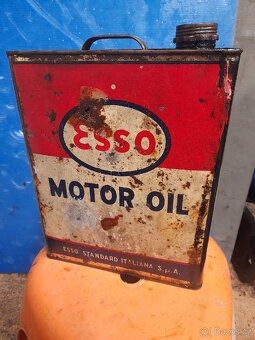 ESSO
MOTOR OIL
ESSO STANDARD ITALIANA S.p.A.